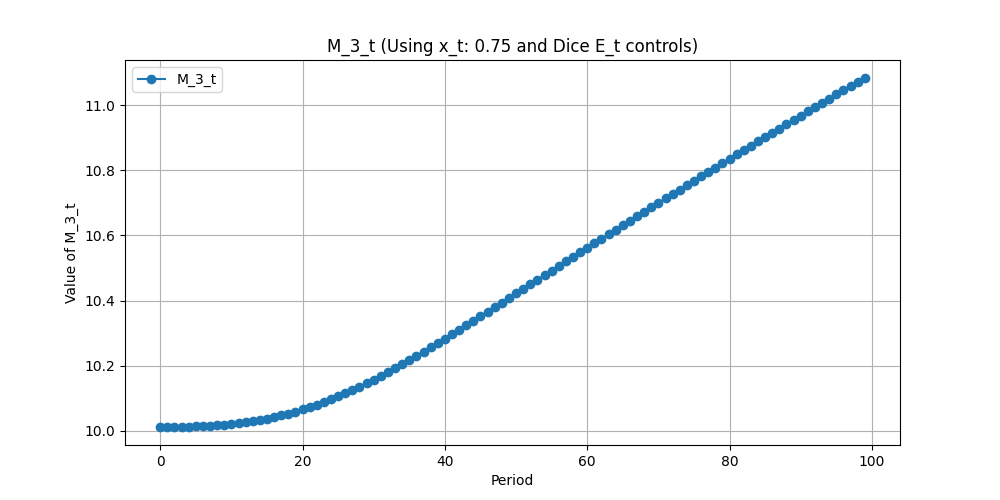 M_3_t (Using x_t: 0.75 and Dice E_t controls)
M_3_t
Value of M_3_t
11.0
10.8
10.6
10.4
10.2
10.0
0 20 40 60 80 100
Period